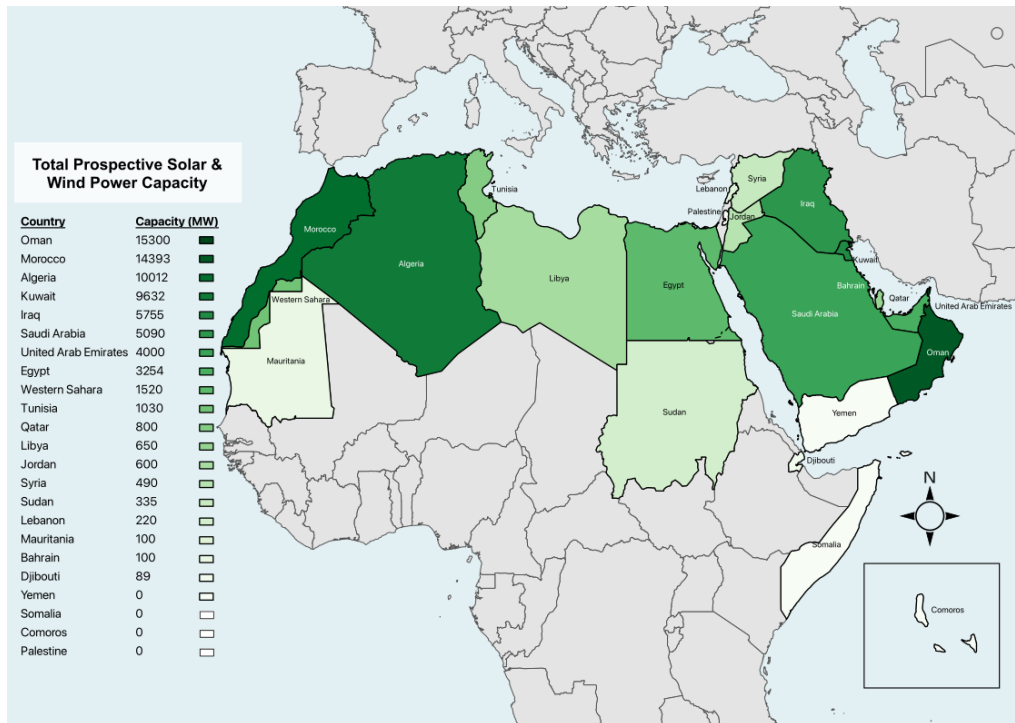 Total Prospective Solar &
Wind Power Capacity
Country Capacity (MW)
Oman 15300
Morocco 14393
Algeria 10012
Kuwait 9632
Iraq 5755
Saudi Arabia 5090
United Arab Emirates 4000
Egypt 3254
Western Sahara 1520
Tunisia 1030
Qatar 800
Libya 650
Jordan 600
Syria 490
Sudan 335
Lebanon 220
Mauritania 100
Bahrain 100
Djibouti 89
Yemen 0
Somalia 0
Comoros 0
Palestine 0
Syria
Lebanon
Tunisia
Iraq
Palestine
Jordan
Morocco
Kuwait
Algeria
Libya
Egypt
Bahrain
Western Sahara
Qatar
United Arab Emirates
Saudi Arabia
Oman
Mauritania
Sudan
Yemen
Djibouti
N
Somalia
Comoros